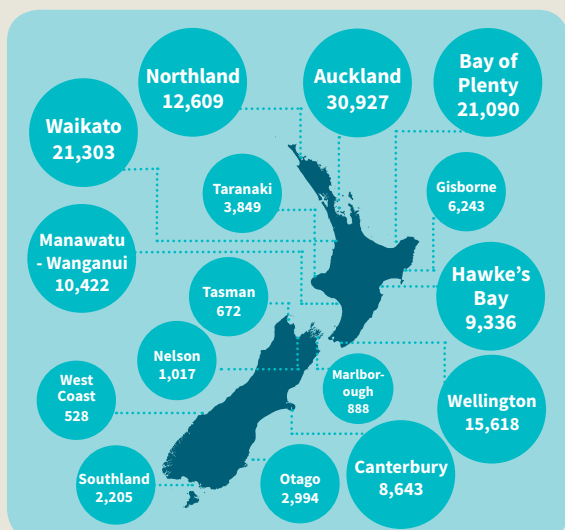 Northland
12,609
Auckland
30,927
Bay of
Plenty
21,090
Waikato
21,303
Taranaki
3,849
Gisborne
6,243
Manawatu
- Wanganui
10,422
Hawke's
Bay
9,336
Tasman
672
Nelson
1,017
Marlbor-
ough
888
West
Coast
528
Wellington
15,618
Southland
2,205
Otago
2,994
Canterbury
8,643